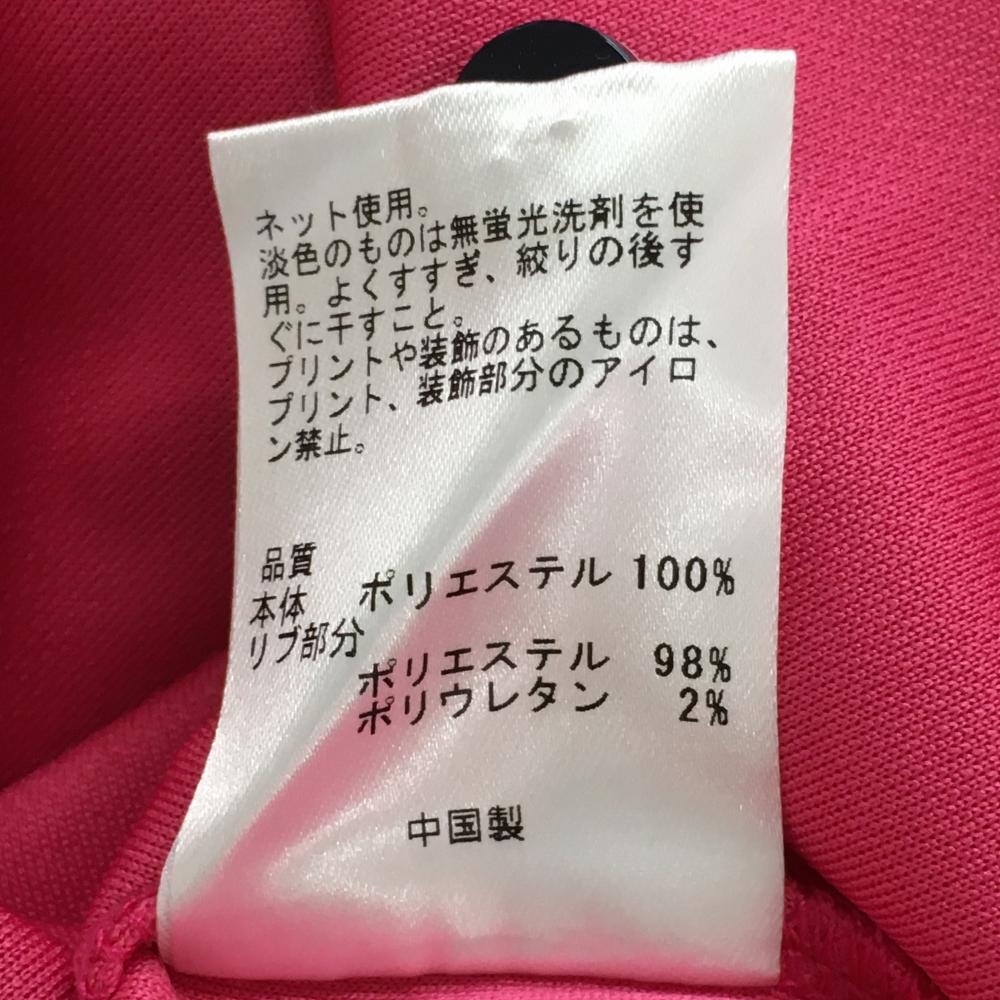 ネット使用。
淡色のものは無蛍光洗剤を使
用。よくすすぎ、絞りの後す
ぐに干すこと。
プリントや装飾のあるものは、
プリント、装飾部分のアイロ
ン禁止。
品質
本体 ポリエステル 100%
リブ部分
ポリエステル 98%
ポリウレタン 2%
中国製